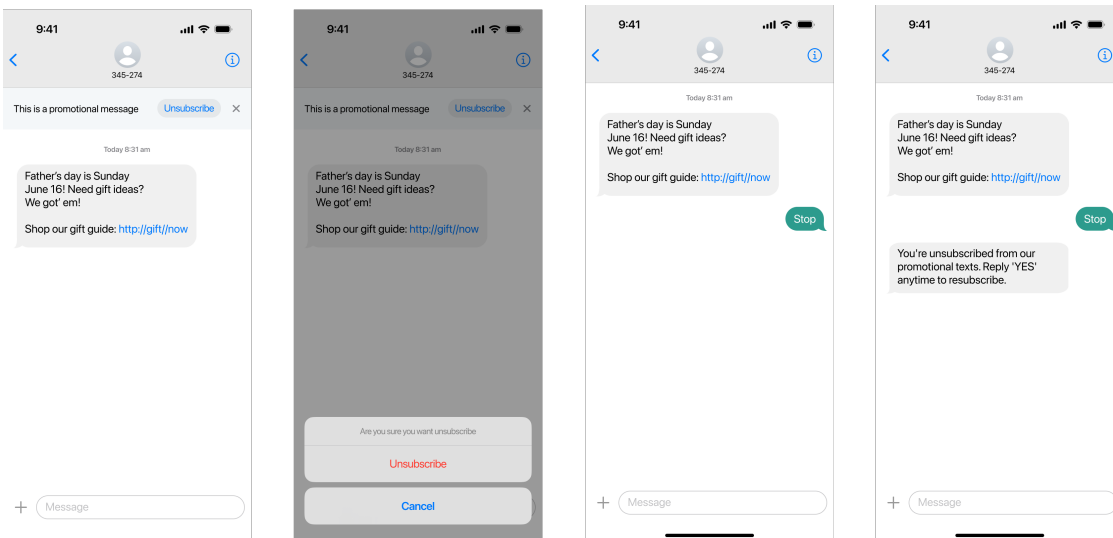 9:41
345-274
This is a promotional message Unsubscribe
Today 8:31 am
Father's day is Sunday
June 16! Need gift ideas?
We got' em!
Shop our gift guide: http://gift//now
Message
9:41
345-274
This is a promotional message Unsubscribe
Today 8:31 am
Father's day is Sunday
June 16! Need gift ideas?
We got' em!
Shop our gift guide: http://gift//now
Are you sure you want unsubscribe
Unsubscribe
Cancel
9:41
345-274
Today 8:31 am
Father's day is Sunday
June 16! Need gift ideas?
We got' em!
Shop our gift guide: http://gift//now
Stop
Message
9:41
345-274
Today 8:31 am
Father's day is Sunday
June 16! Need gift ideas?
We got' em!
Shop our gift guide: http://gift//now
Stop
You're unsubscribed from our
promotional texts. Reply 'YES'
anytime to resubscribe.
Message